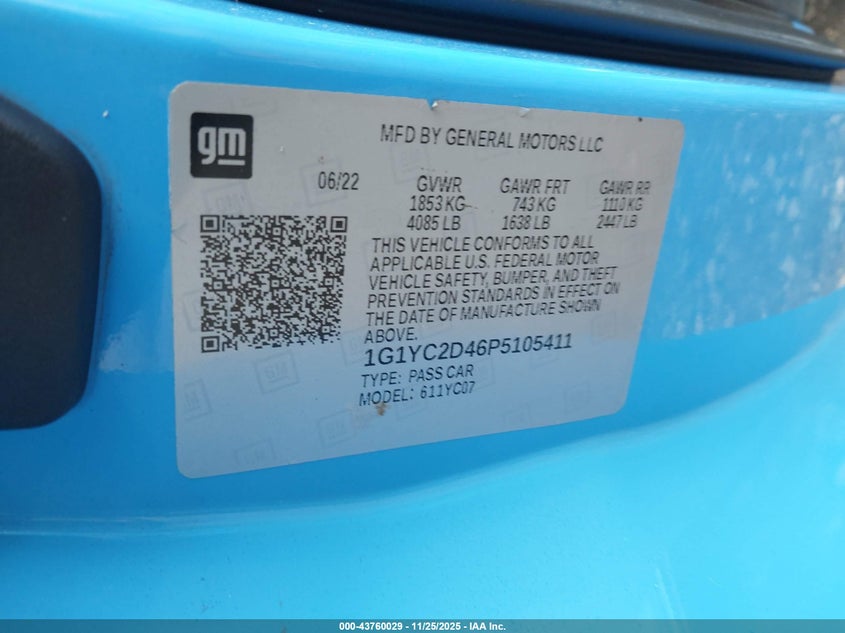 gm
MFD BY GENERAL MOTORS LLC
06/22 GVWR GAWR FRT GAWR RR
1853 KG 743 KG 1110 KG
4085 LB 1638 LB 2447 LB
THIS VEHICLE CONFORMS TO ALL
APPLICABLE U.S. FEDERAL MOTOR
VEHICLE SAFETY, BUMPER, AND THEFT
PREVENTION STANDARDS IN EFFECT ON
THE DATE OF MANUFACTURE SHOWN
ABOVE.
1G1YC2D46P5105411
TYPE: PASS CAR
MODEL: 611YC07
000-43760029 - 11/25/2025 - IAA Inc.